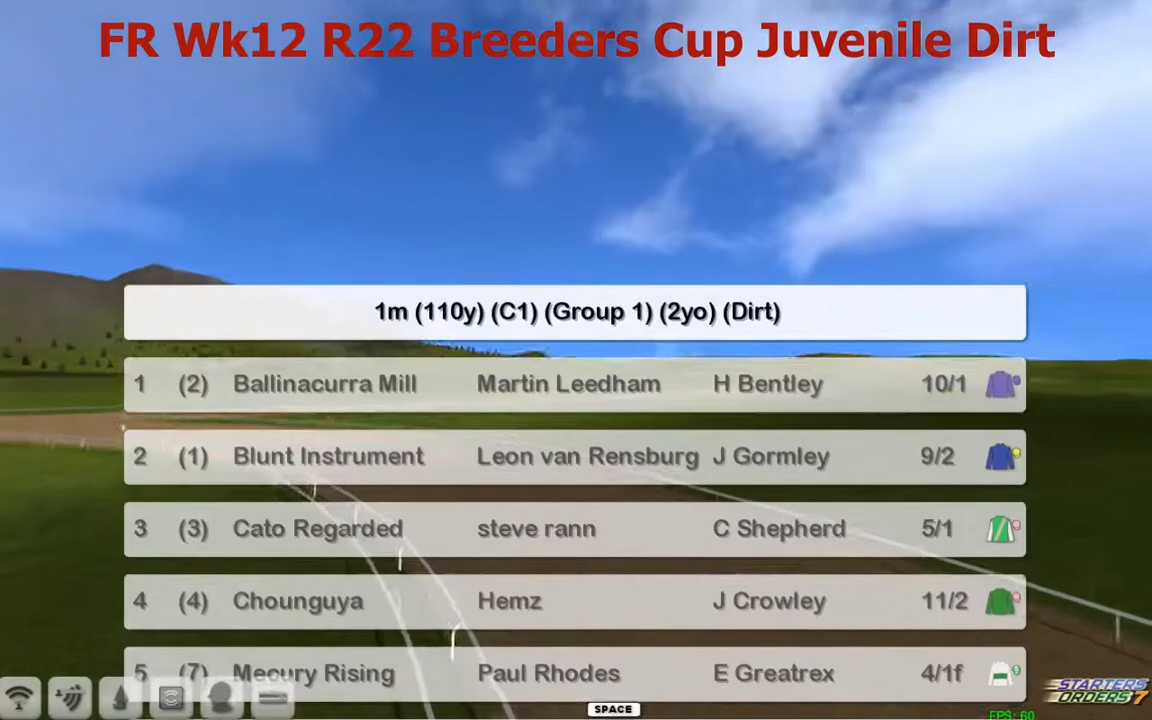 FR Wk12 R22 Breeders Cup Juvenile Dirt
1m (110y) (C1) (Group 1) (2yo) (Dirt)
1 (2) Ballinacurra Mill Martin Leedham H Bentley 10/1
2 (1) Blunt Instrument Leon van Rensburg J Gormley 9/2
3 (3) Cato Regarded steve rann C Shepherd 5/1
4 (4) Chounguya Hemz J Crowley 11/2
5 (7) Mecury Rising Paul Rhodes E Greatrex 4/1f
STARTERS
ORDERS 7
SPACE
FPS: 60